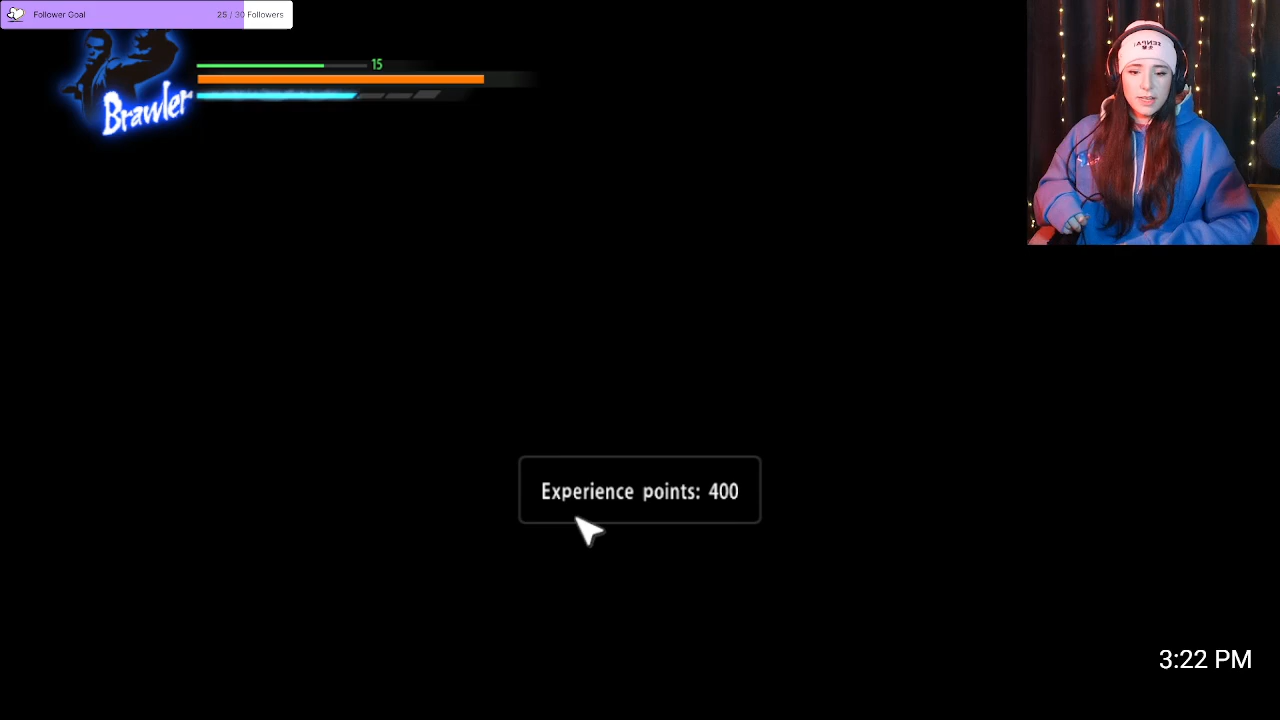 Follower Goal 25 / 30 Followers
15
Brawler
Experience points: 400
3:22 PM